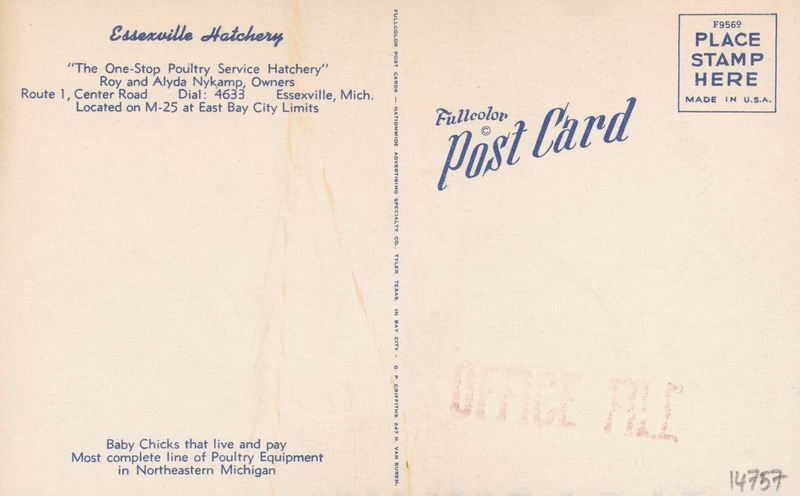 Essexville Hatchery
"The One-Stop Poultry Service Hatchery"
Roy and Alyda Nykamp, Owners
Route 1, Center Road Dial: 4633 Essexville, Mich.
Located on M-25 at East Bay City Limits
Baby Chicks that live and pay
Most complete line of Poultry Equipment
in Northeastern Michigan
FULLCOLOR POST CARDS — NATIONWIDE ADVERTISING SPECIALTY CO., TYLER, TEXAS. IN BAY CITY - G. P. GRIFFITHS, 247 N. VAN BUREN.
Fullcolor
©
Post Card
F9569
PLACE
STAMP
HERE
MADE IN U.S.A.
OFFICE FILE
14757